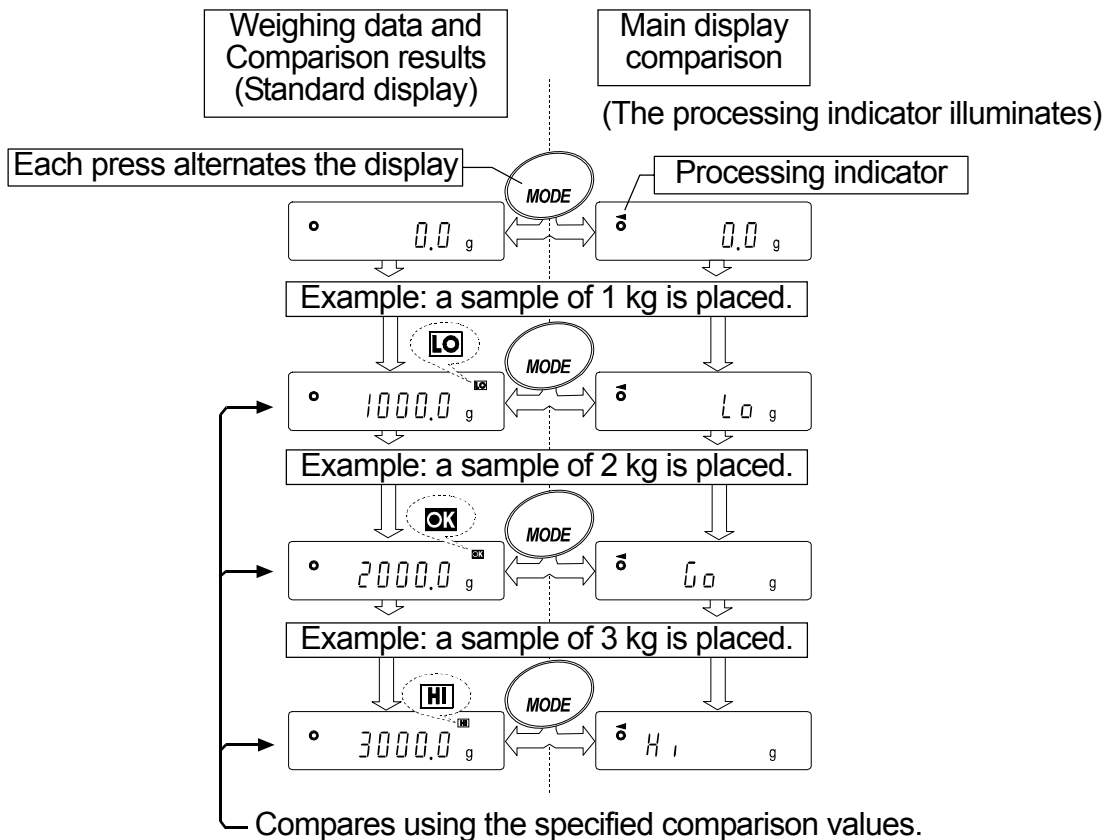 Weighing data and
Comparison results
(Standard display)
Main display
comparison
(The processing indicator illuminates)
Each press alternates the display
MODE
Processing indicator
0.0 g
0.0 g
Example: a sample of 1 kg is placed.
LO
MODE
LO
1000.0 g
Lo g
Example: a sample of 2 kg is placed.
OK
MODE
OK
2000.0 g
Go g
Example: a sample of 3 kg is placed.
HI
MODE
HI
3000.0 g
Hi g
Compares using the specified comparison values.